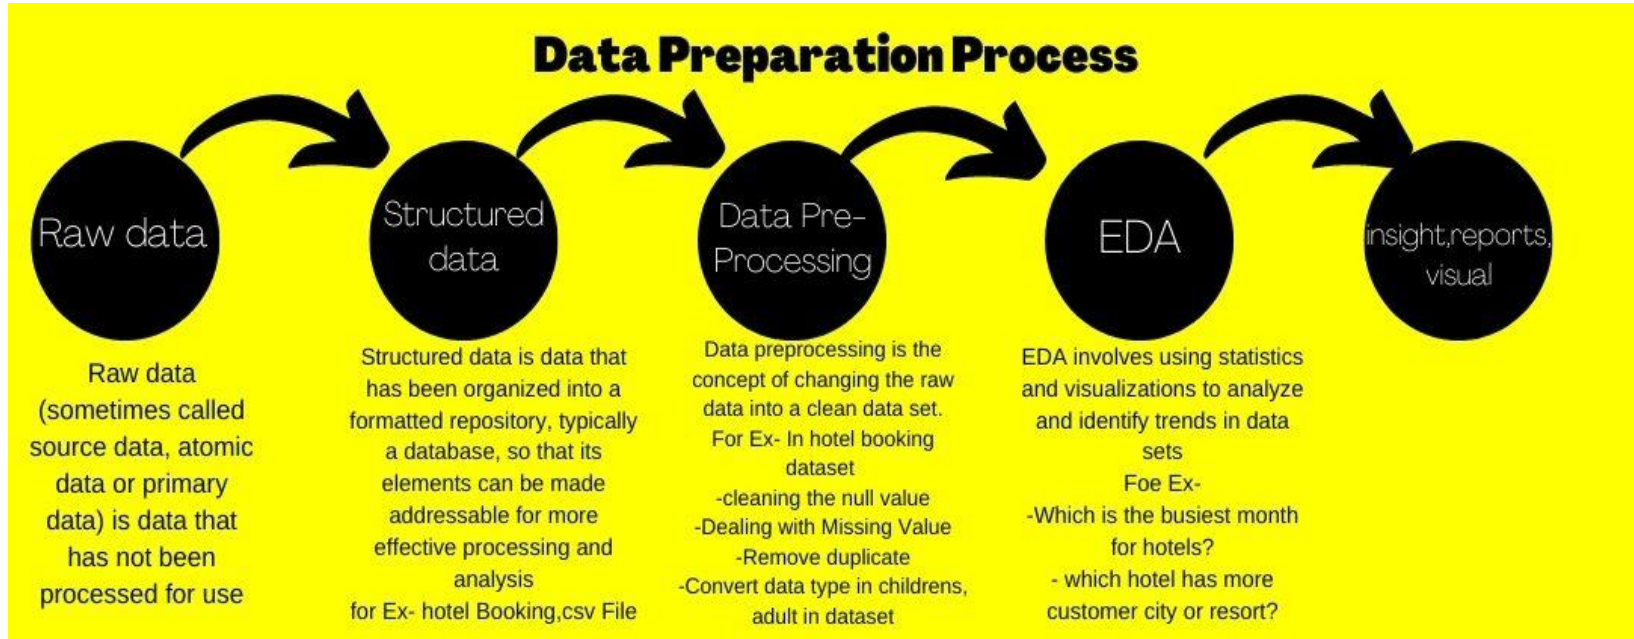 Data Preparation Process
Raw data
Structured
data
Data Pre-
Processing
EDA
insight,reports,
visual
Raw data
(sometimes called
source data, atomic
data or primary
data) is data that
has not been
processed for use
Structured data is data that
has been organized into a
formatted repository, typically
a database, so that its
elements can be made
addressable for more
effective processing and
analysis
for Ex- hotel Booking,csv File
Data preprocessing is the
concept of changing the raw
data into a clean data set.
For Ex- In hotel booking
dataset
-cleaning the null value
-Dealing with Missing Value
-Remove duplicate
-Convert data type in childrens,
adult in dataset
EDA involves using statistics
and visualizations to analyze
and identify trends in data
sets
Foe Ex-
-Which is the busiest month
for hotels?
- which hotel has more
customer city or resort?